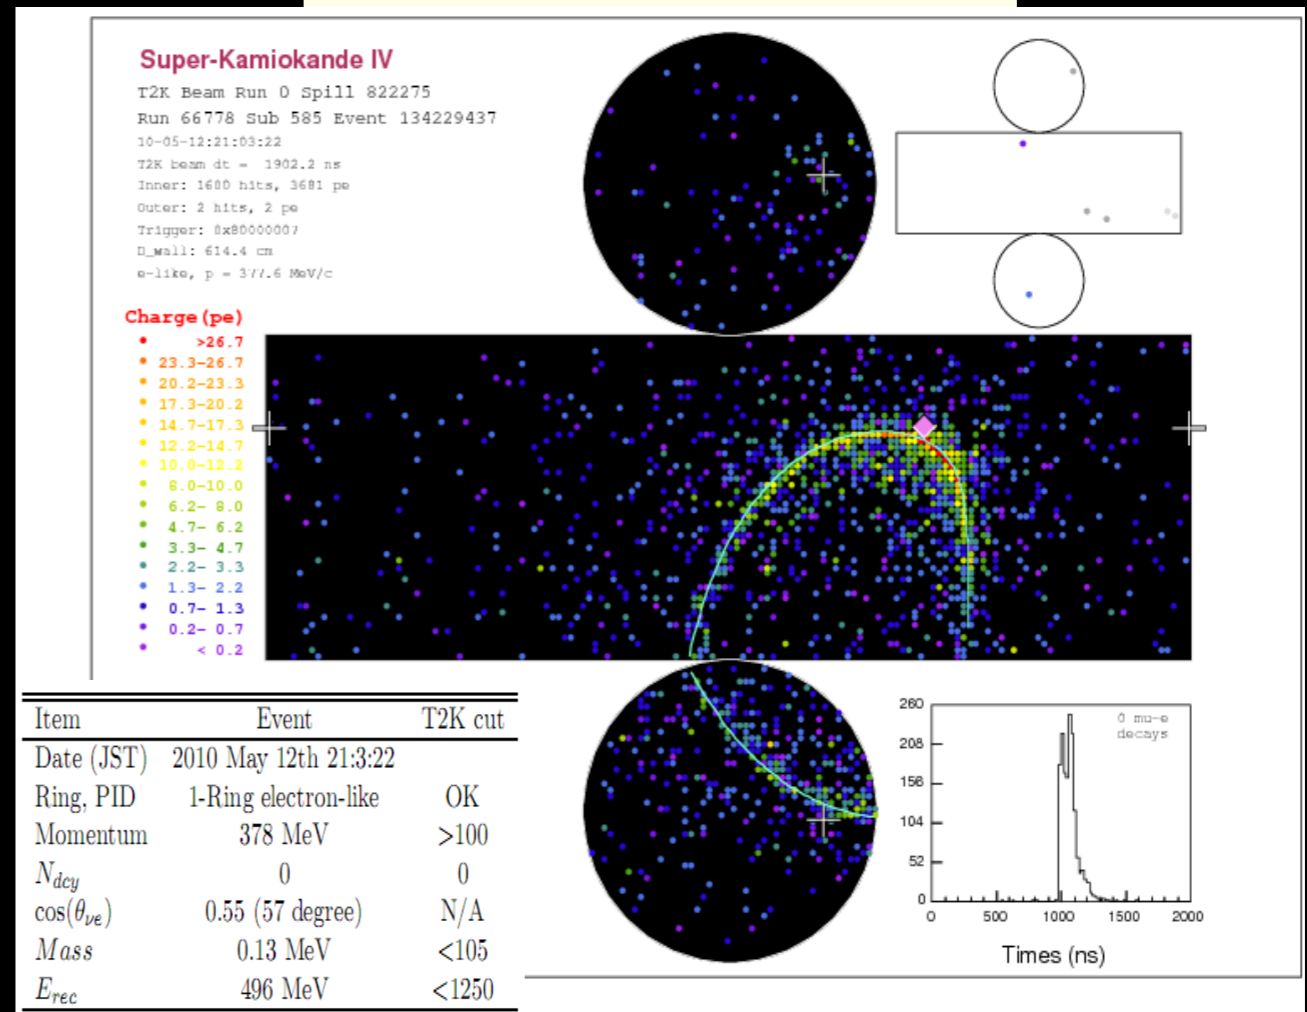 Super-Kamiokande IV
T2K Beam Run 0 Spill 822275
Run 66778 Sub 585 Event 134229437
10-05-12:21:03:22
T2K beam dt = 1902.2 ns
Inner: 1600 hits, 3681 pe
Outer: 2 hits, 2 pe
Trigger: 0x80000007
D_wall: 614.4 cm
e-like, p = 377.6 MeV/c
Charge(pe)
>26.7
23.3-26.7
20.2-23.3
17.3-20.2
14.7-17.3
12.2-14.7
10.0-12.2
8.0-10.0
6.2- 8.0
4.7- 6.2
3.3- 4.7
2.2- 3.3
1.3- 2.2
0.7- 1.3
0.2- 0.7
< 0.2
Item Event T2K cut
Date (JST) 2010 May 12th 21:3:22
Ring, PID 1-Ring electron-like OK
Momentum 378 MeV >100
N_dcy 0 0
cos(θ_νe) 0.55 (57 degree) N/A
Mass 0.13 MeV <105
E_rec 496 MeV <1250
0 mu-e
decays
260
208
156
104
52
0
0 500 1000 1500 2000
Times (ns)